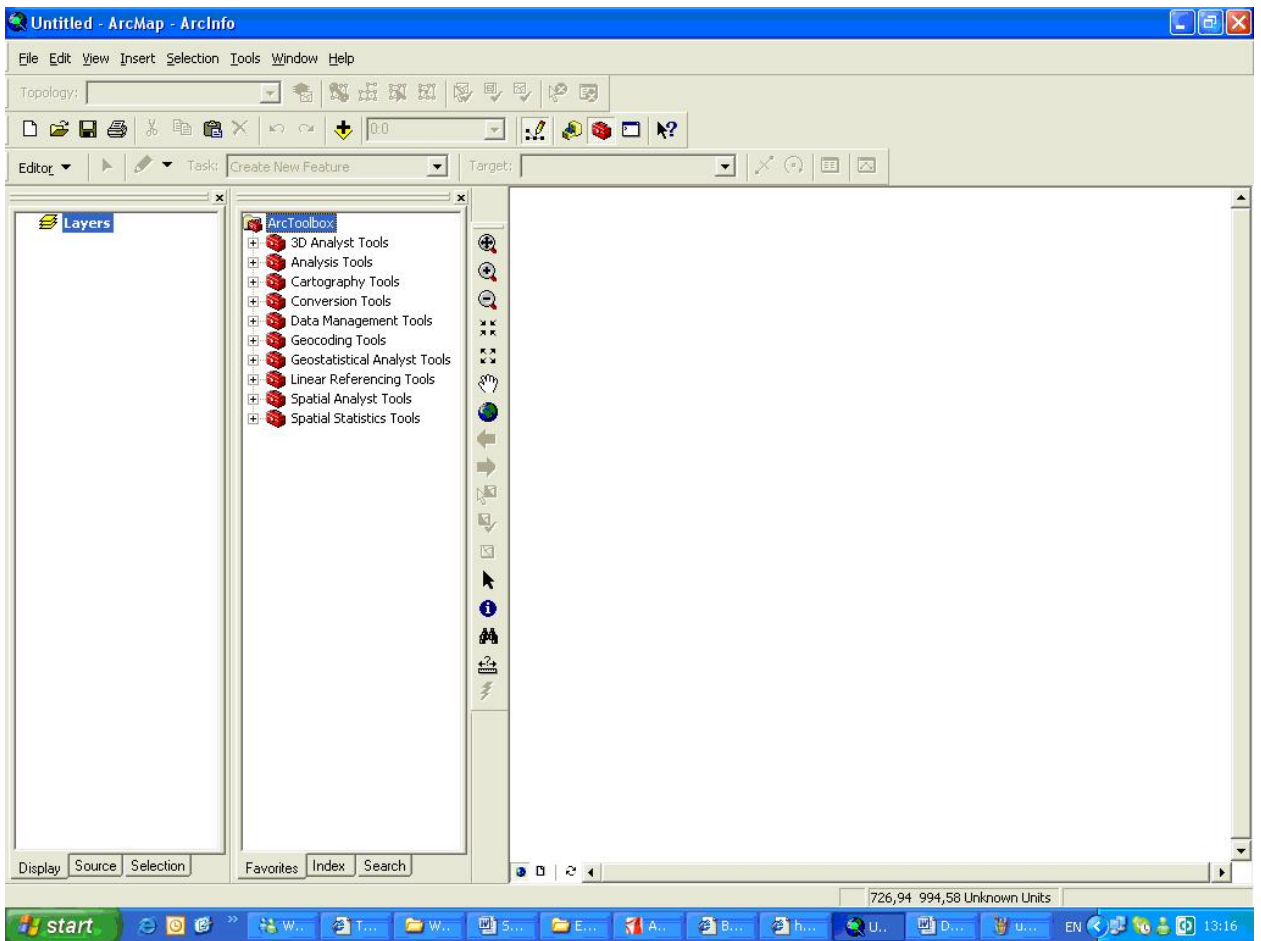 Untitled - ArcMap - ArcInfo
File Edit View Insert Selection Tools Window Help
Topology:
0:0
Editor Task: Create New Feature Target:
Layers
ArcToolbox
3D Analyst Tools
Analysis Tools
Cartography Tools
Conversion Tools
Data Management Tools
Geocoding Tools
Geostatistical Analyst Tools
Linear Referencing Tools
Spatial Analyst Tools
Spatial Statistics Tools
Display Source Selection
Favorites Index Search
726,94 994,58 Unknown Units
start W... T... W... S... E... A... B... h... U... D... u... EN 13:16